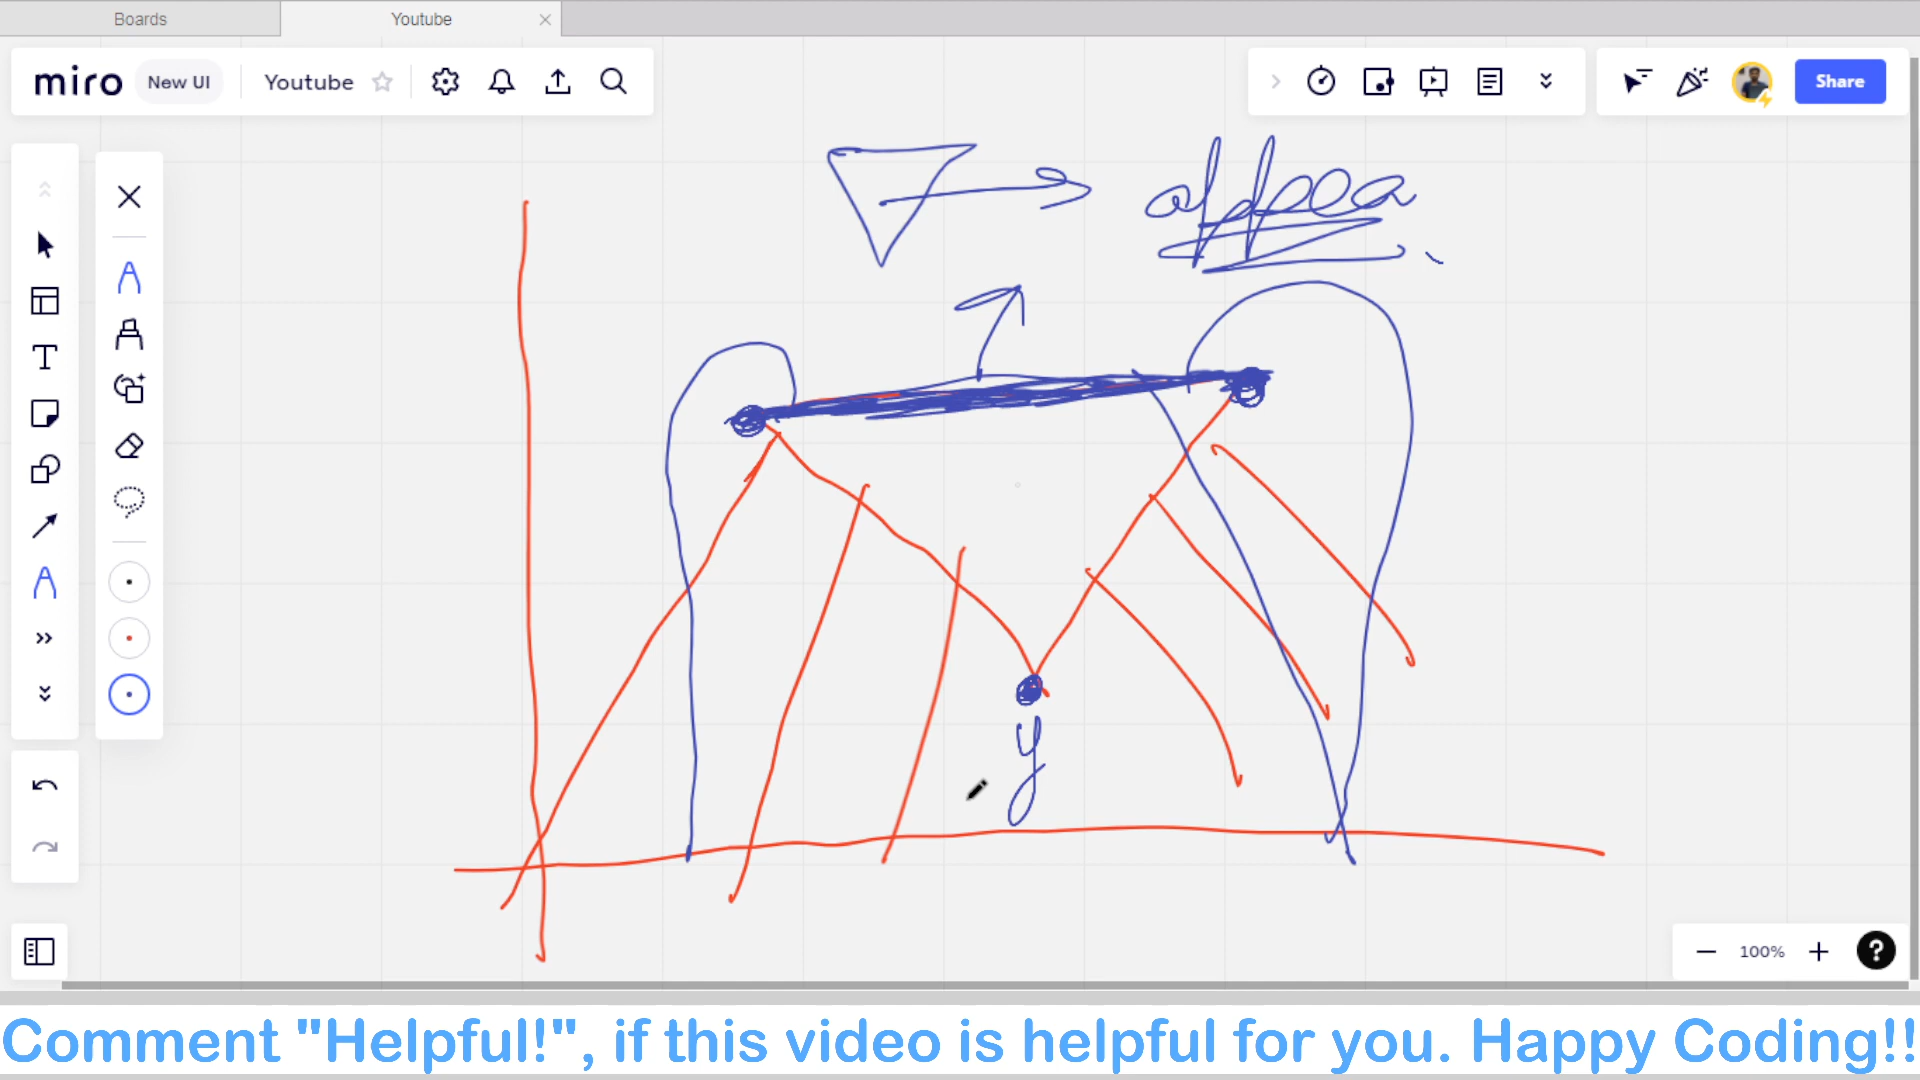 Boards
Youtube
miro New UI Youtube
Share
y
100%
Comment "Helpful!", if this video is helpful for you. Happy Coding!!